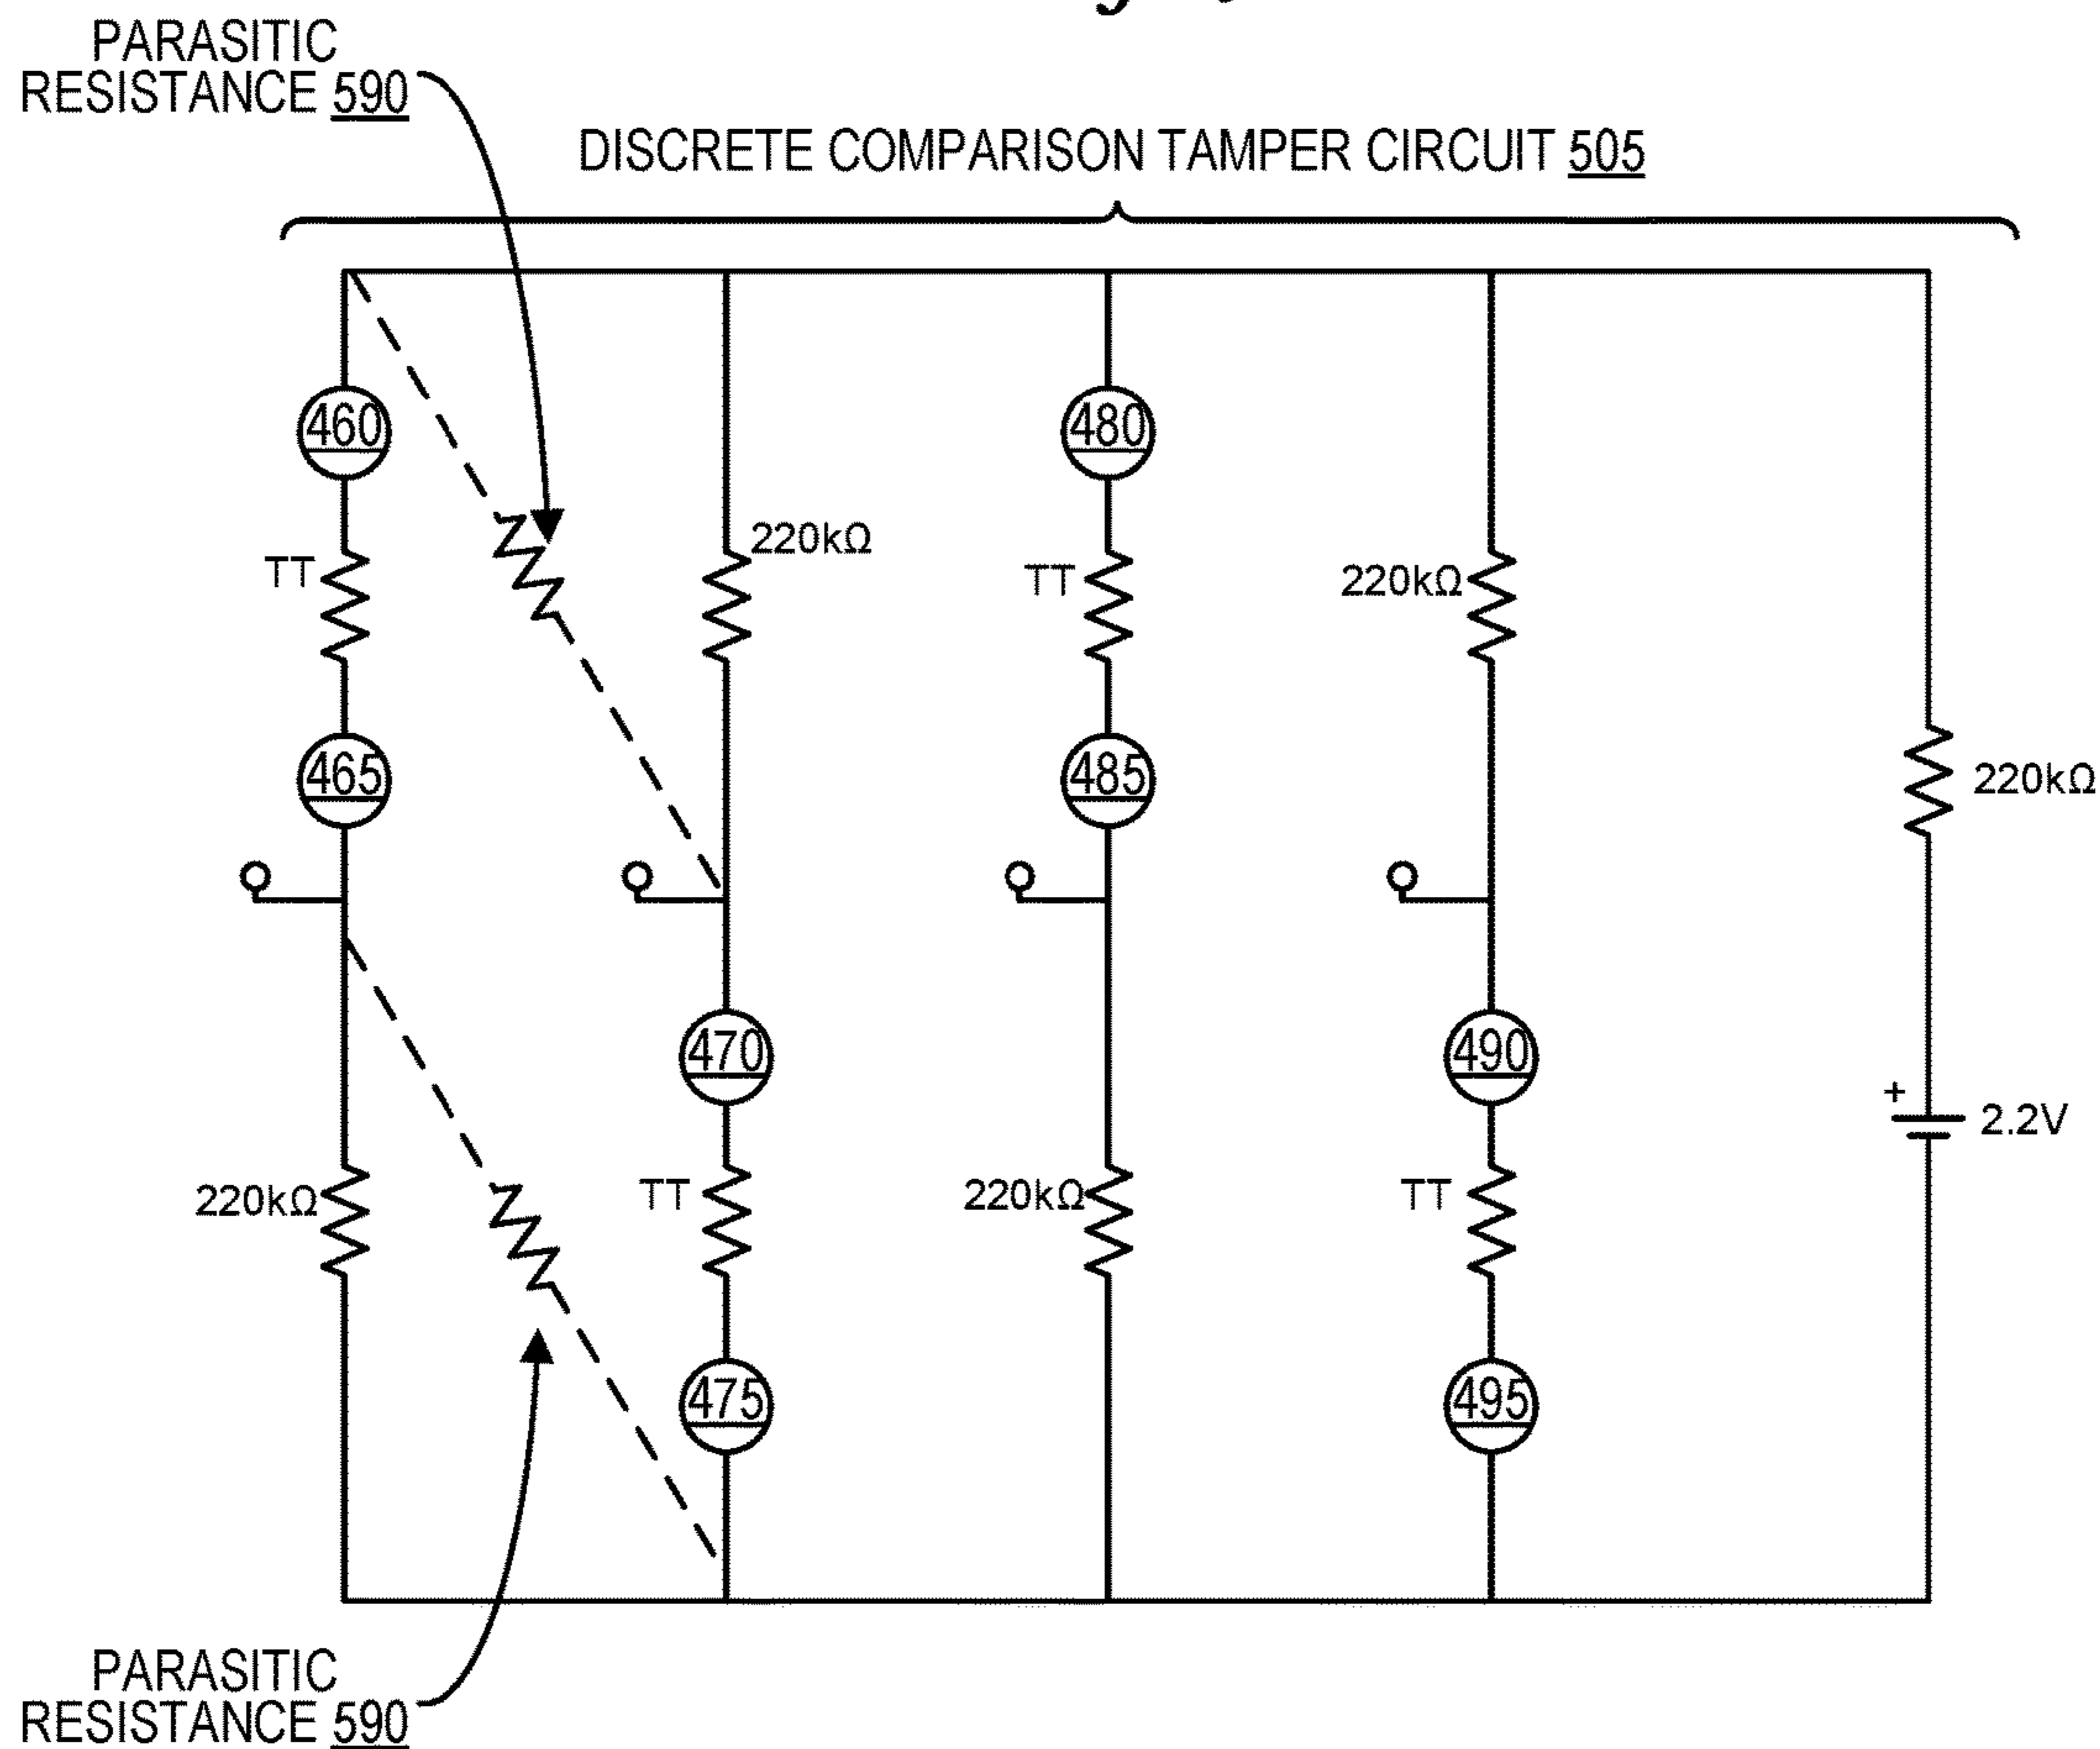 PARASITIC
RESISTANCE 590
DISCRETE COMPARISON TAMPER CIRCUIT 505
460
480
220kΩ
TT
TT
220kΩ
465
485
220kΩ
470
490
+
2.2V
220kΩ
TT
220kΩ
TT
475
495
PARASITIC
RESISTANCE 590